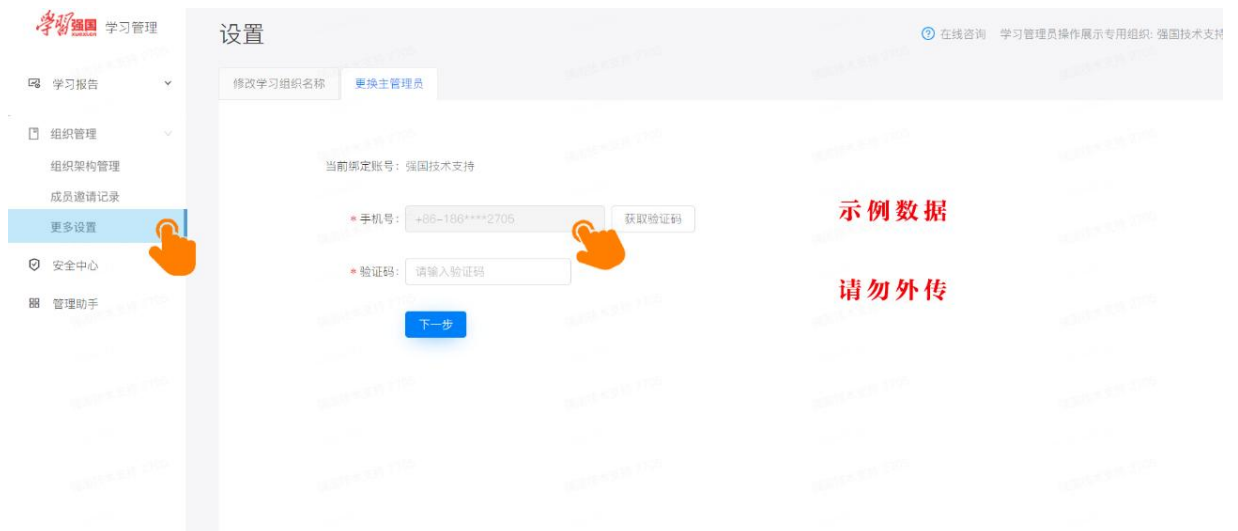 學習强国 学习管理
设置
在线咨询 学习管理员操作展示专用组织: 强国技术支持
学习报告
修改学习组织名称 更换主管理员
组织管理
组织架构管理
成员邀请记录
更多设置
安全中心
管理助手
当前绑定账号: 强国技术支持
* 手机号: +86-186****2705 获取验证码
* 验证码: 请输入验证码
下一步
示例数据
请勿外传